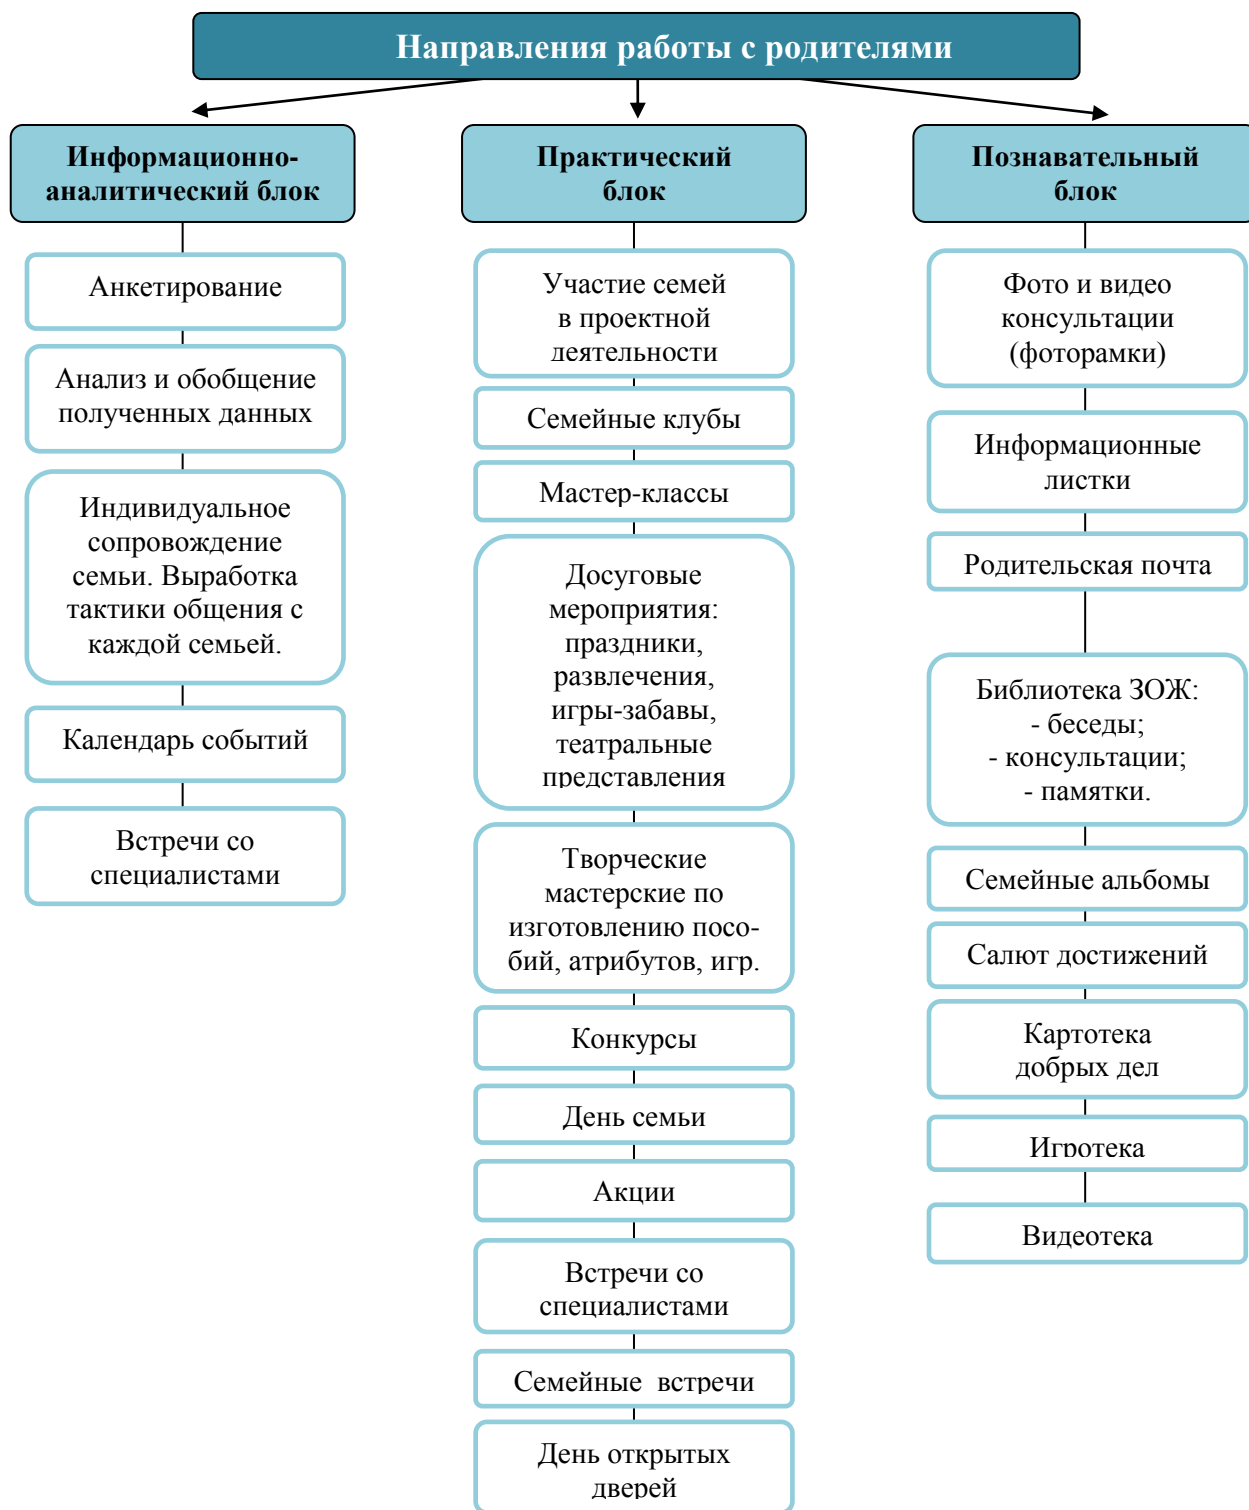 Направления работы с родителями
Информационно-
аналитический блок
Анкетирование
Анализ и обобщение
полученных данных
Индивидуальное
сопровождение
семьи. Выработка
тактики общения с
каждой семьей.
Календарь событий
Встречи со
специалистами
Практический
блок
Участие семей
в проектной
деятельности
Семейные клубы
Мастер-классы
Досуговые
мероприятия:
праздники,
развлечения,
игры-забавы,
театральные
представления
Творческие
мастерские по
изготовлению посо-
бий, атрибутов, игр.
Конкурсы
День семьи
Акции
Встречи со
специалистами
Семейные  встречи
День открытых
дверей
Познавательный
блок
Фото и видео
консультации
(фоторамки)
Информационные
листки
Родительская почта
Библиотека ЗОЖ:
- беседы;
- консультации;
- памятки.
Семейные альбомы
Салют достижений
Картотека
добрых дел
Игротека
Видеотека